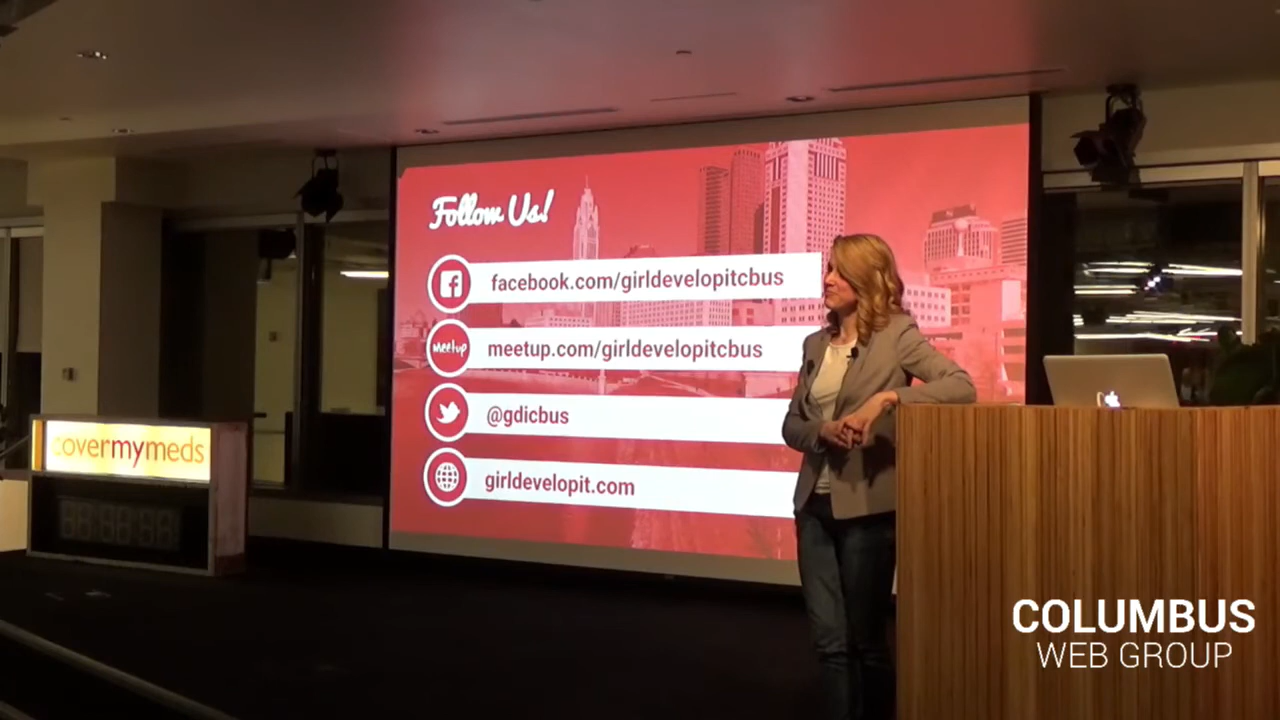 Follow Us!
facebook.com/girldevelopitcbus
meetup
meetup.com/girldevelopitcbus
@gdicbus
girldevelopit.com
covermymeds
COLUMBUS
WEB GROUP